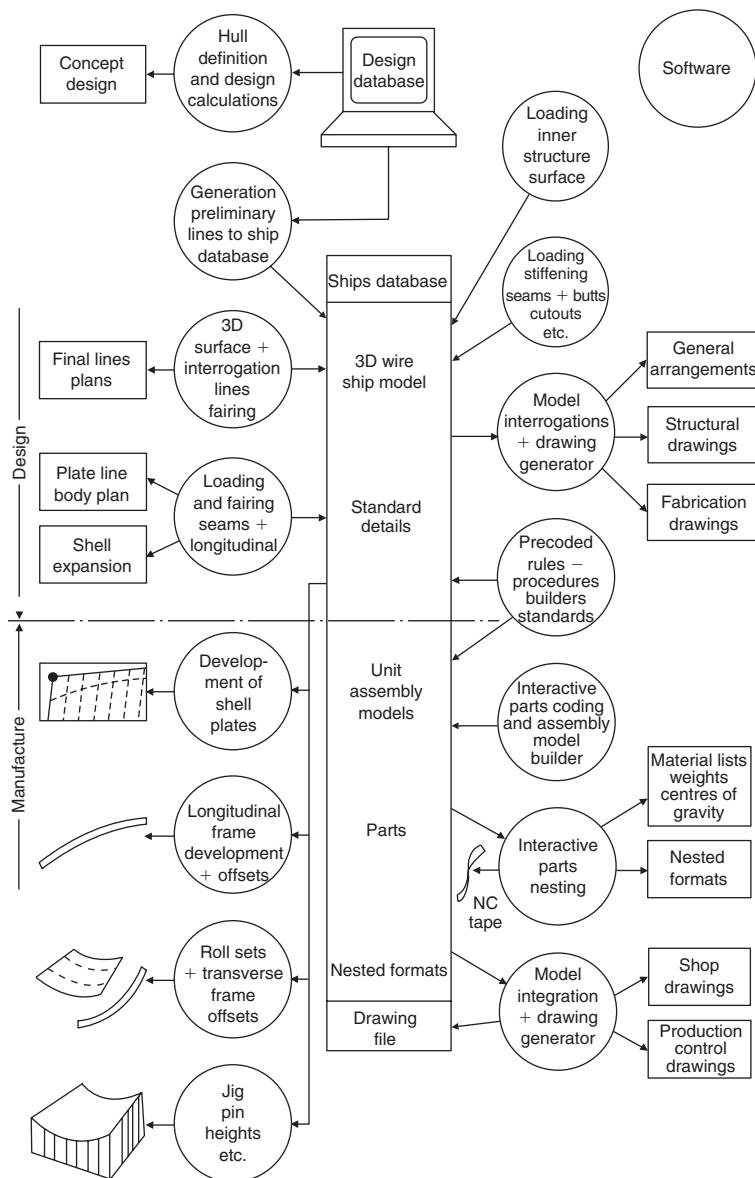 Concept
design
Hull
definition
and design
calculations
Design
database
Software
Loading
inner
structure
surface
Generation
preliminary
lines to ship
database
Ships database
Loading
stiffening
seams + butts
cutouts
etc.
Design
Final lines
plans
3D
surface +
interrogation
lines
fairing
3D wire
ship model
Model
interrogations
+ drawing
generator
General
arrangements
Structural
drawings
Fabrication
drawings
Plate line
body plan
Shell
expansion
Loading
and fairing
seams +
longitudinal
Standard
details
Precoded
rules –
procedures
builders
standards
Manufacture
Develop-
ment of
shell
plates
Unit
assembly
models
Interactive
parts coding
and assembly
model
builder
Longitudinal
frame
development
+ offsets
Parts
NC
tape
Interactive
parts
nesting
Material lists
weights
centres of
gravity
Nested
formats
Roll sets
+ transverse
frame
offsets
Nested formats
Drawing
file
Model
integration
+ drawing
generator
Shop
drawings
Production
control
drawings
Jig
pin
heights
etc.